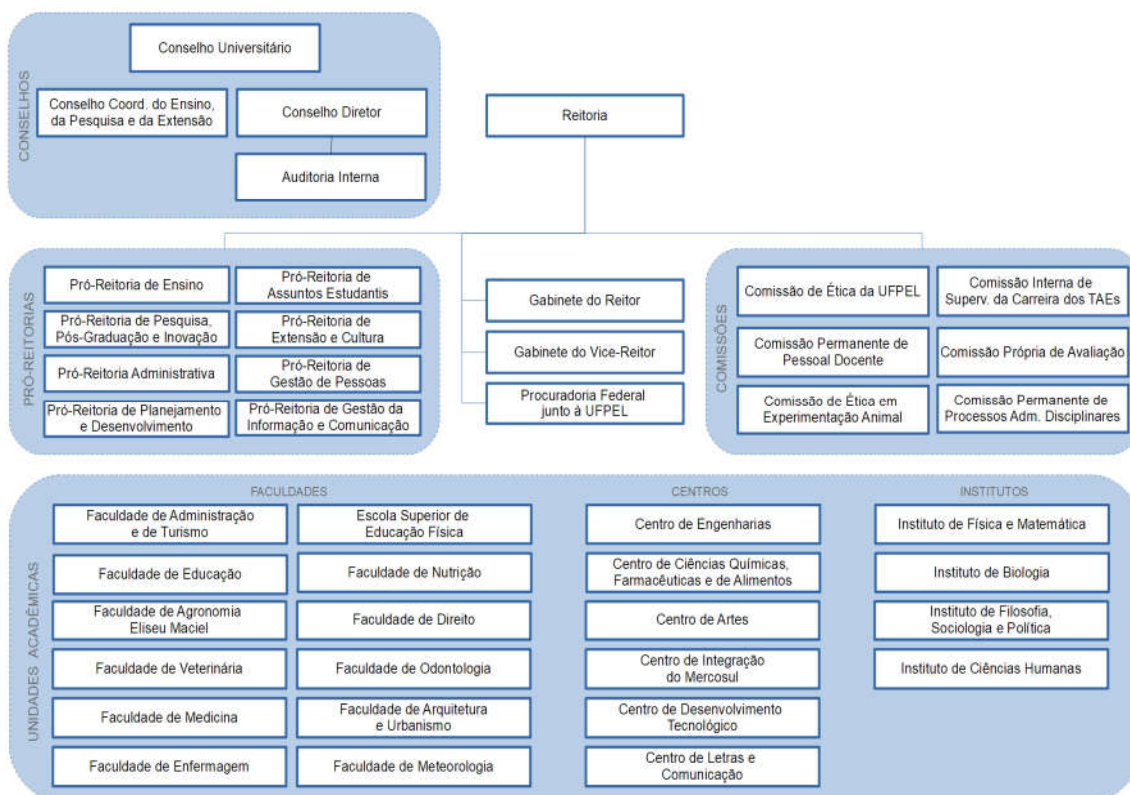 CONSELHOS
Conselho Universitário
Conselho Coord. do Ensino,
da Pesquisa e da Extensão
Conselho Diretor
Auditoria Interna
Reitoria
PRÓ-REITORIAS
Pró-Reitoria de Ensino
Pró-Reitoria de
Assuntos Estudantis
Pró-Reitoria de Pesquisa,
Pós-Graduação e Inovação
Pró-Reitoria de
Extensão e Cultura
Pró-Reitoria Administrativa
Pró-Reitoria de
Gestão de Pessoas
Pró-Reitoria de Planejamento
e Desenvolvimento
Pró-Reitoria de Gestão da
Informação e Comunicação
Gabinete do Reitor
Gabinete do Vice-Reitor
Procuradoria Federal
junto à UFPEL
COMISSÕES
Comissão de Ética da UFPEL
Comissão Interna de
Superv. da Carreira dos TAEs
Comissão Permanente de
Pessoal Docente
Comissão Própria de Avaliação
Comissão de Ética em
Experimentação Animal
Comissão Permanente de
Processos Adm. Disciplinares
UNIDADES ACADÊMICAS
FACULDADES
Faculdade de Administração
e de Turismo
Escola Superior de
Educação Física
Faculdade de Educação
Faculdade de Nutrição
Faculdade de Agronomia
Eliseu Maciel
Faculdade de Direito
Faculdade de Veterinária
Faculdade de Odontologia
Faculdade de Medicina
Faculdade de Arquitetura
e Urbanismo
Faculdade de Enfermagem
Faculdade de Meteorologia
CENTROS
Centro de Engenharias
Centro de Ciências Químicas,
Farmacêuticas e de Alimentos
Centro de Artes
Centro de Integração
do Mercosul
Centro de Desenvolvimento
Tecnológico
Centro de Letras e
Comunicação
INSTITUTOS
Instituto de Física e Matemática
Instituto de Biologia
Instituto de Filosofia,
Sociologia e Política
Instituto de Ciências Humanas